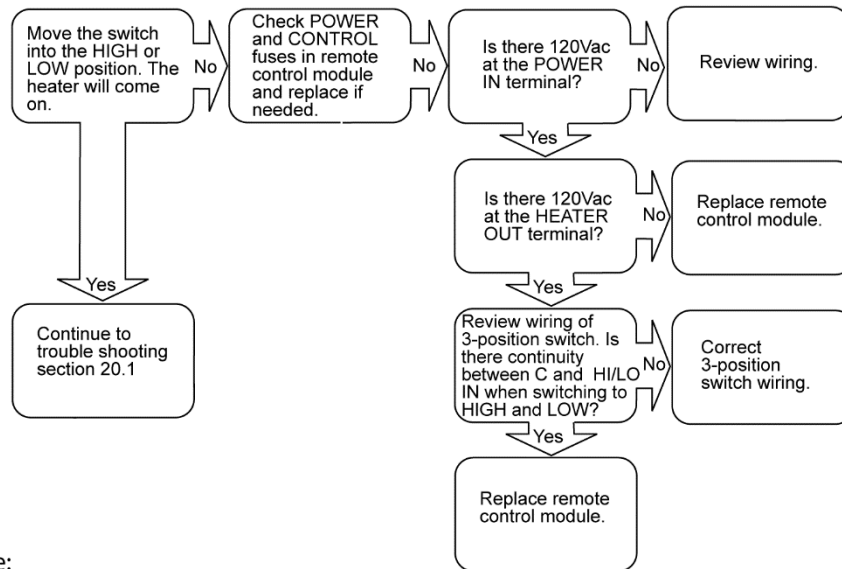 Move the switch
into the HIGH or
LOW position. The
heater will come
on.
No
Check POWER
and CONTROL
fuses in remote
control module
and replace if
needed.
No
Is there 120Vac
at the POWER
IN terminal?
No
Review wiring.
Yes
Is there 120Vac
at the HEATER
OUT terminal?
No
Replace remote
control module.
Yes
Yes
Continue to
trouble shooting
section 20.1
Review wiring of
3-position switch. Is
there continuity
between C and HI/LO
IN when switching to
HIGH and LOW?
No
Correct
3-position
switch wiring.
Yes
Replace remote
control module.
e: